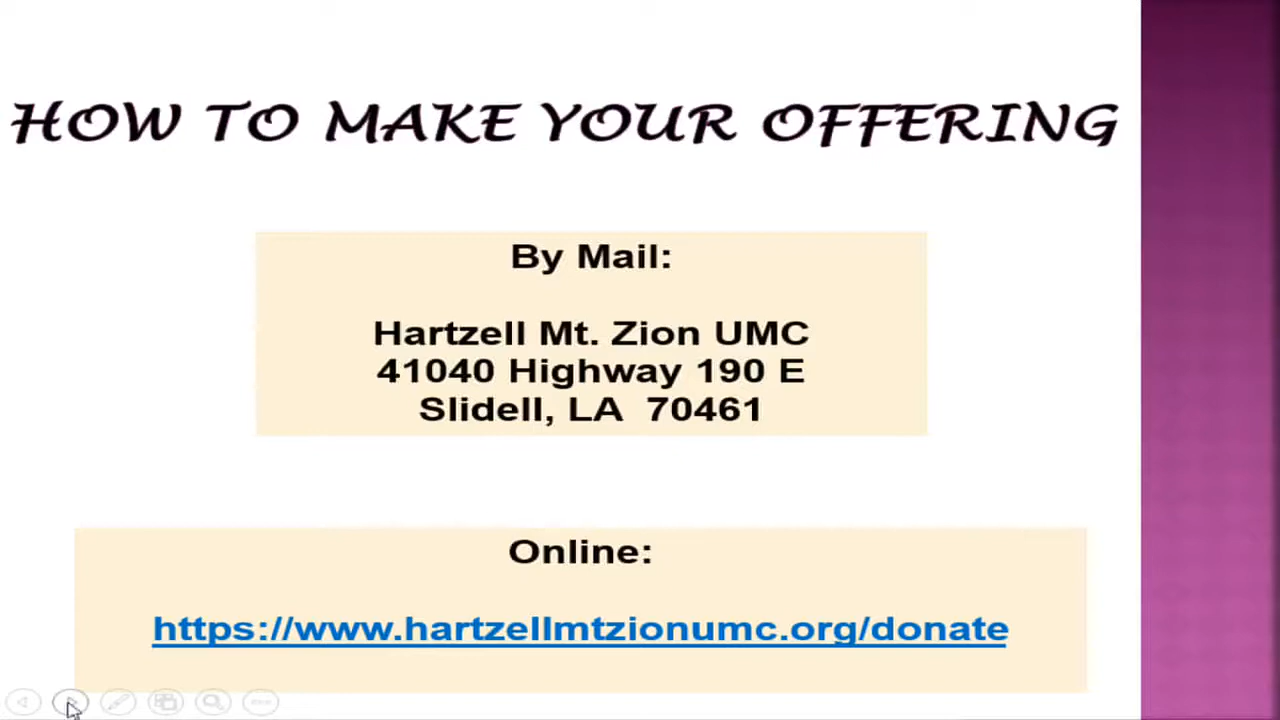 HOW TO MAKE YOUR OFFERING
By Mail:
Hartzell Mt. Zion UMC
41040 Highway 190 E
Slidell, LA 70461
Online:
https://www.hartzellmtzionumc.org/donate